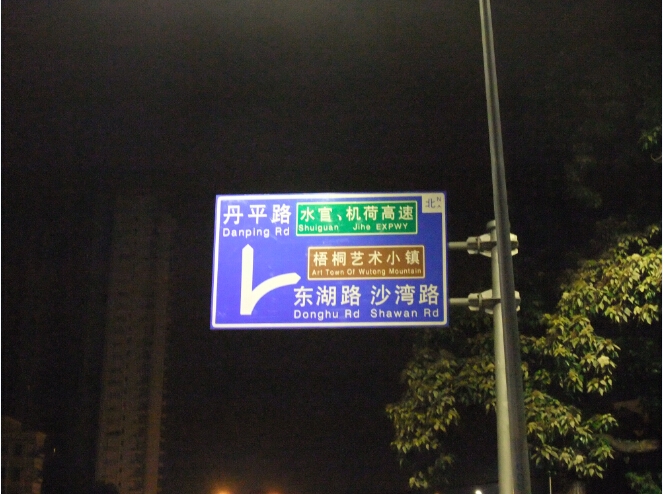 丹平路 水官、机荷高速 北
Danping Rd Shuiguan Jihe EXPWY
梧桐艺术小镇
Art Town Of Wutong Mountain
东湖路 沙湾路
Donghu Rd Shawan Rd